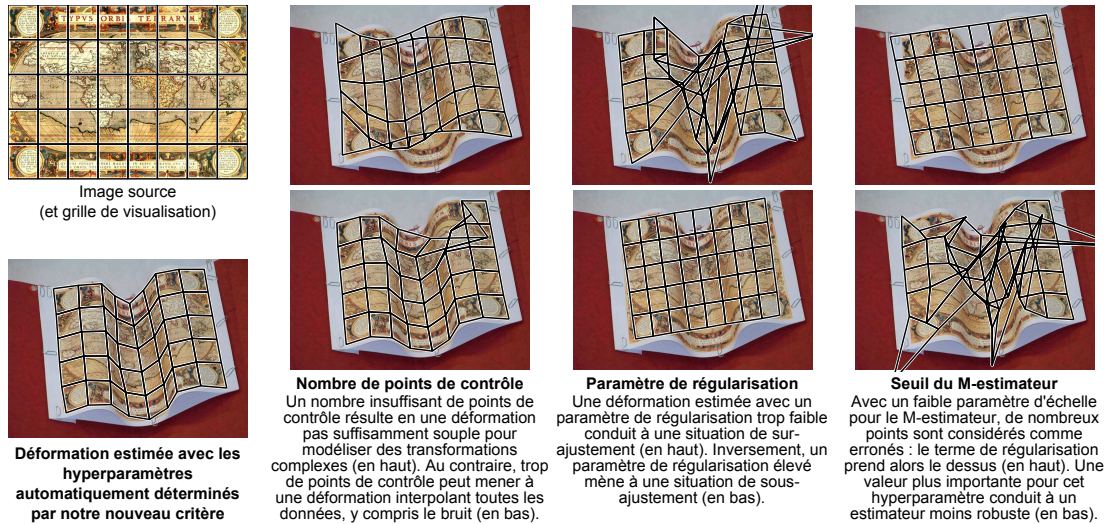 TYPVS ORBIS TERRARVM
Image source
(et grille de visualisation)
Déformation estimée avec les
hyperparamètres
automatiquement déterminés
par notre nouveau critère
Nombre de points de contrôle
Un nombre insuffisant de points de
contrôle résulte en une déformation
pas suffisamment souple pour
modéliser des transformations
complexes (en haut). Au contraire, trop
de points de contrôle peut mener à
une déformation interpolant toutes les
données, y compris le bruit (en bas).
Paramètre de régularisation
Une déformation estimée avec un
paramètre de régularisation trop faible
conduit à une situation de sur-
ajustement (en haut). Inversement, un
paramètre de régularisation élevé
mène à une situation de sous-
ajustement (en bas).
Seuil du M-estimateur
Avec un faible paramètre d'échelle
pour le M-estimateur, de nombreux
points sont considérés comme
erronés : le terme de régularisation
prend alors le dessus (en haut). Une
valeur plus importante pour cet
hyperparamètre conduit à un
estimateur moins robuste (en bas).